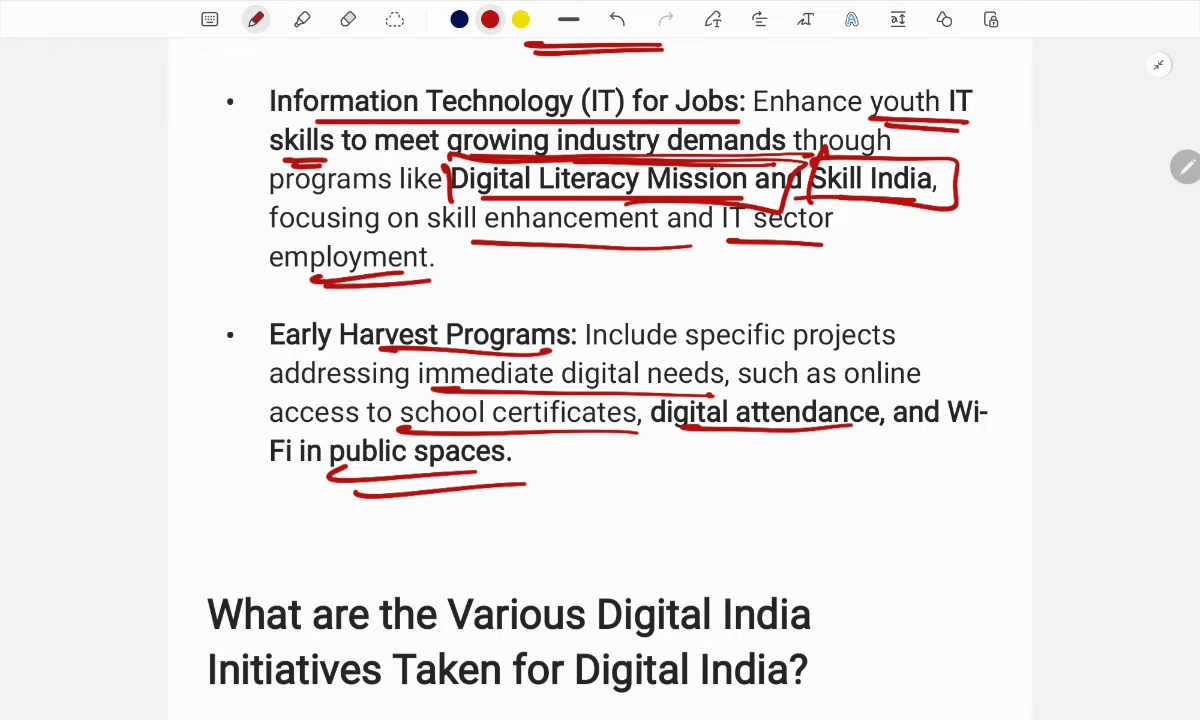 • Information Technology (IT) for Jobs: Enhance youth IT
skills to meet growing industry demands through
programs like Digital Literacy Mission and Skill India,
focusing on skill enhancement and IT sector
employment.
• Early Harvest Programs: Include specific projects
addressing immediate digital needs, such as online
access to school certificates, digital attendance, and Wi-
Fi in public spaces.
What are the Various Digital India
Initiatives Taken for Digital India?